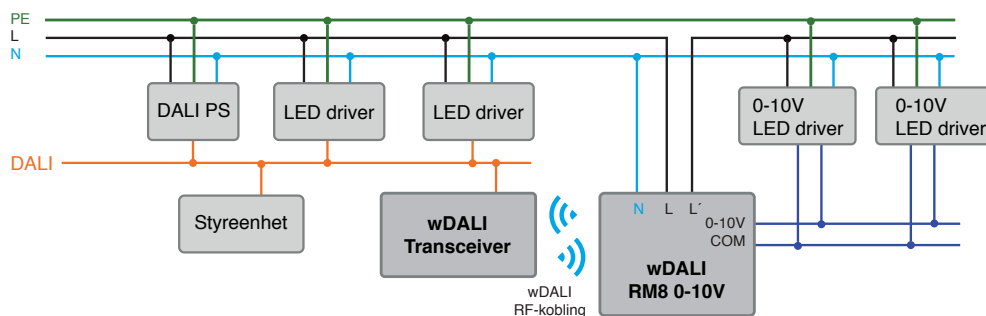 PE
L
N
DALI PS
LED driver
LED driver
0-10V
LED driver
0-10V
LED driver
DALI
Styreenhet
wDALI
Transceiver
wDALI
RF-kobling
N L L´
0-10V
COM
wDALI
RM8 0-10V